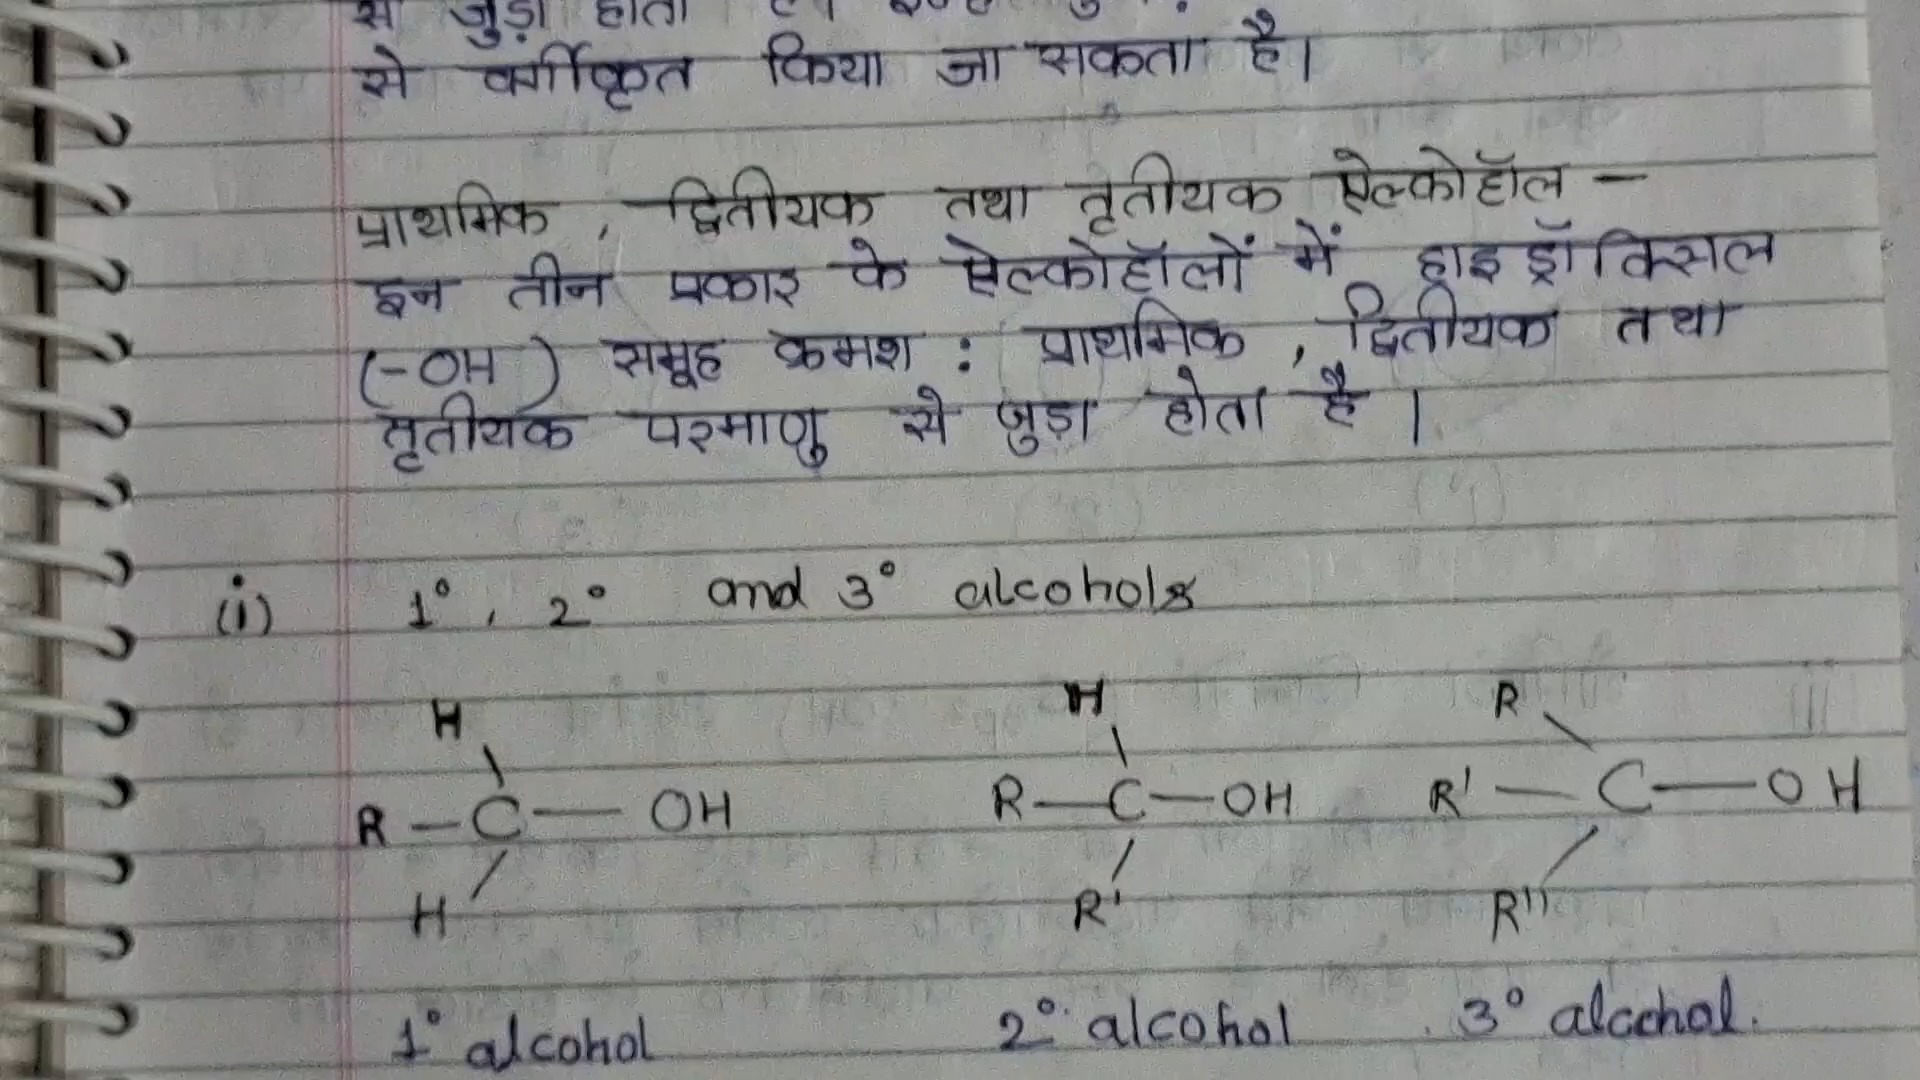 से जुड़ा होता है।
से वर्गीकृत किया जा सकता है।
प्राथमिक, द्वितीयक तथा तृतीयक ऐल्कोहॉल -
इन तीन प्रकार के ऐल्कोहॉलों में हाइड्रॉक्सिल
(-OH) समूह क्रमश: प्राथमिक, द्वितीयक तथा
तृतीयक परमाणु से जुड़ा होता है।
(i) 1°, 2° and 3° alcohols
H H R
R — C — OH R — C — OH R' — C — OH
H R' R''
1° alcohol 2° alcohol 3° alcohol.